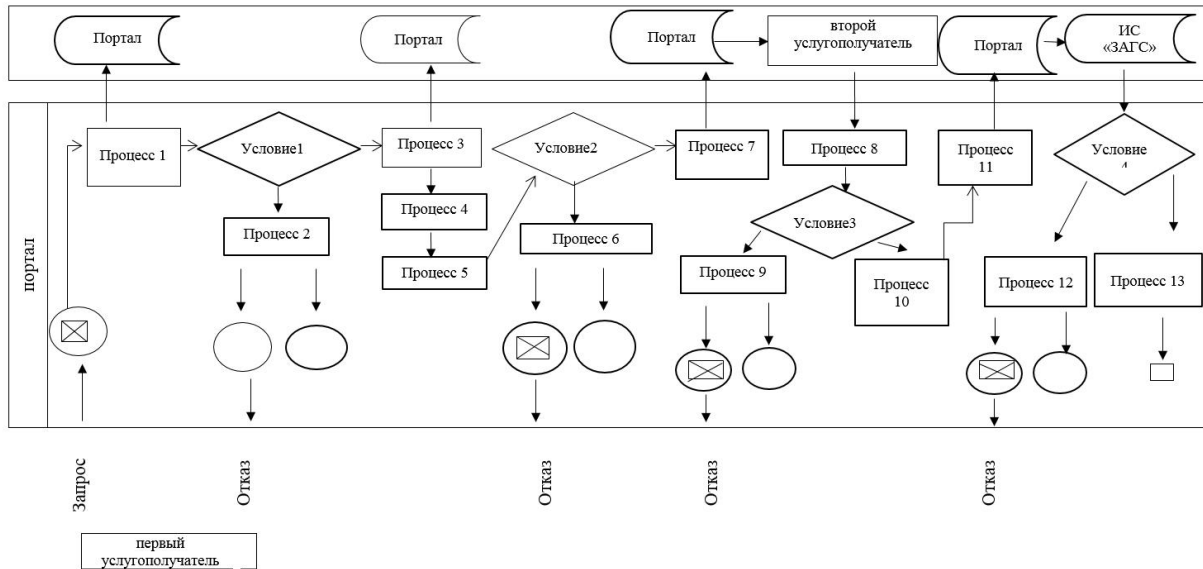 Портал
Портал
Портал
второй
услугополучатель
Портал
ИС
«ЗАГС»
портал
Процесс 1
Условие1
Процесс 3
Условие2
Процесс 7
Процесс 8
Процесс
11
Условие
Процесс 4
Процесс 2
Процесс 6
Условие3
Процесс 5
Процесс 9
Процесс
10
Процесс 12
Процесс 13
Запрос
Отказ
Отказ
Отказ
Отказ
первый
услугополучатель